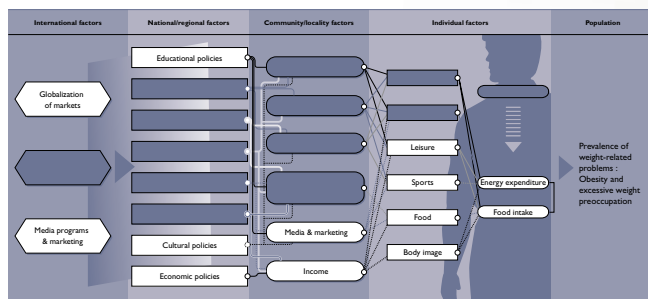 International factors
National/regional factors
Community/locality factors
Individual factors
Population
Educational policies
Globalization
of markets
Leisure
Prevalence of
weight-related
problems :
Obesity and
excessive weight
preoccupation
Sports
Energy expenditure
Food
Food intake
Media programs
& marketing
Media & marketing
Cultural policies
Body image
Economic policies
Income